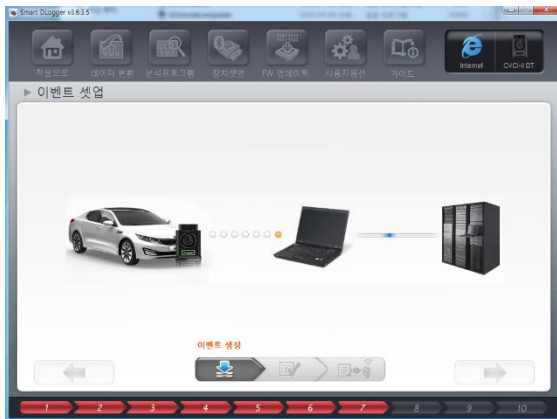 Smart DLogger v3.6.3.5
처음으로
데이터 변환
분석프로그램
장치셋업
FW 업데이트
사용자옵션
가이드
Internet
CVCI-II BT
▶ 이벤트 셋업
이벤트 생성
1 2 3 4 5 6 7 8 9 10